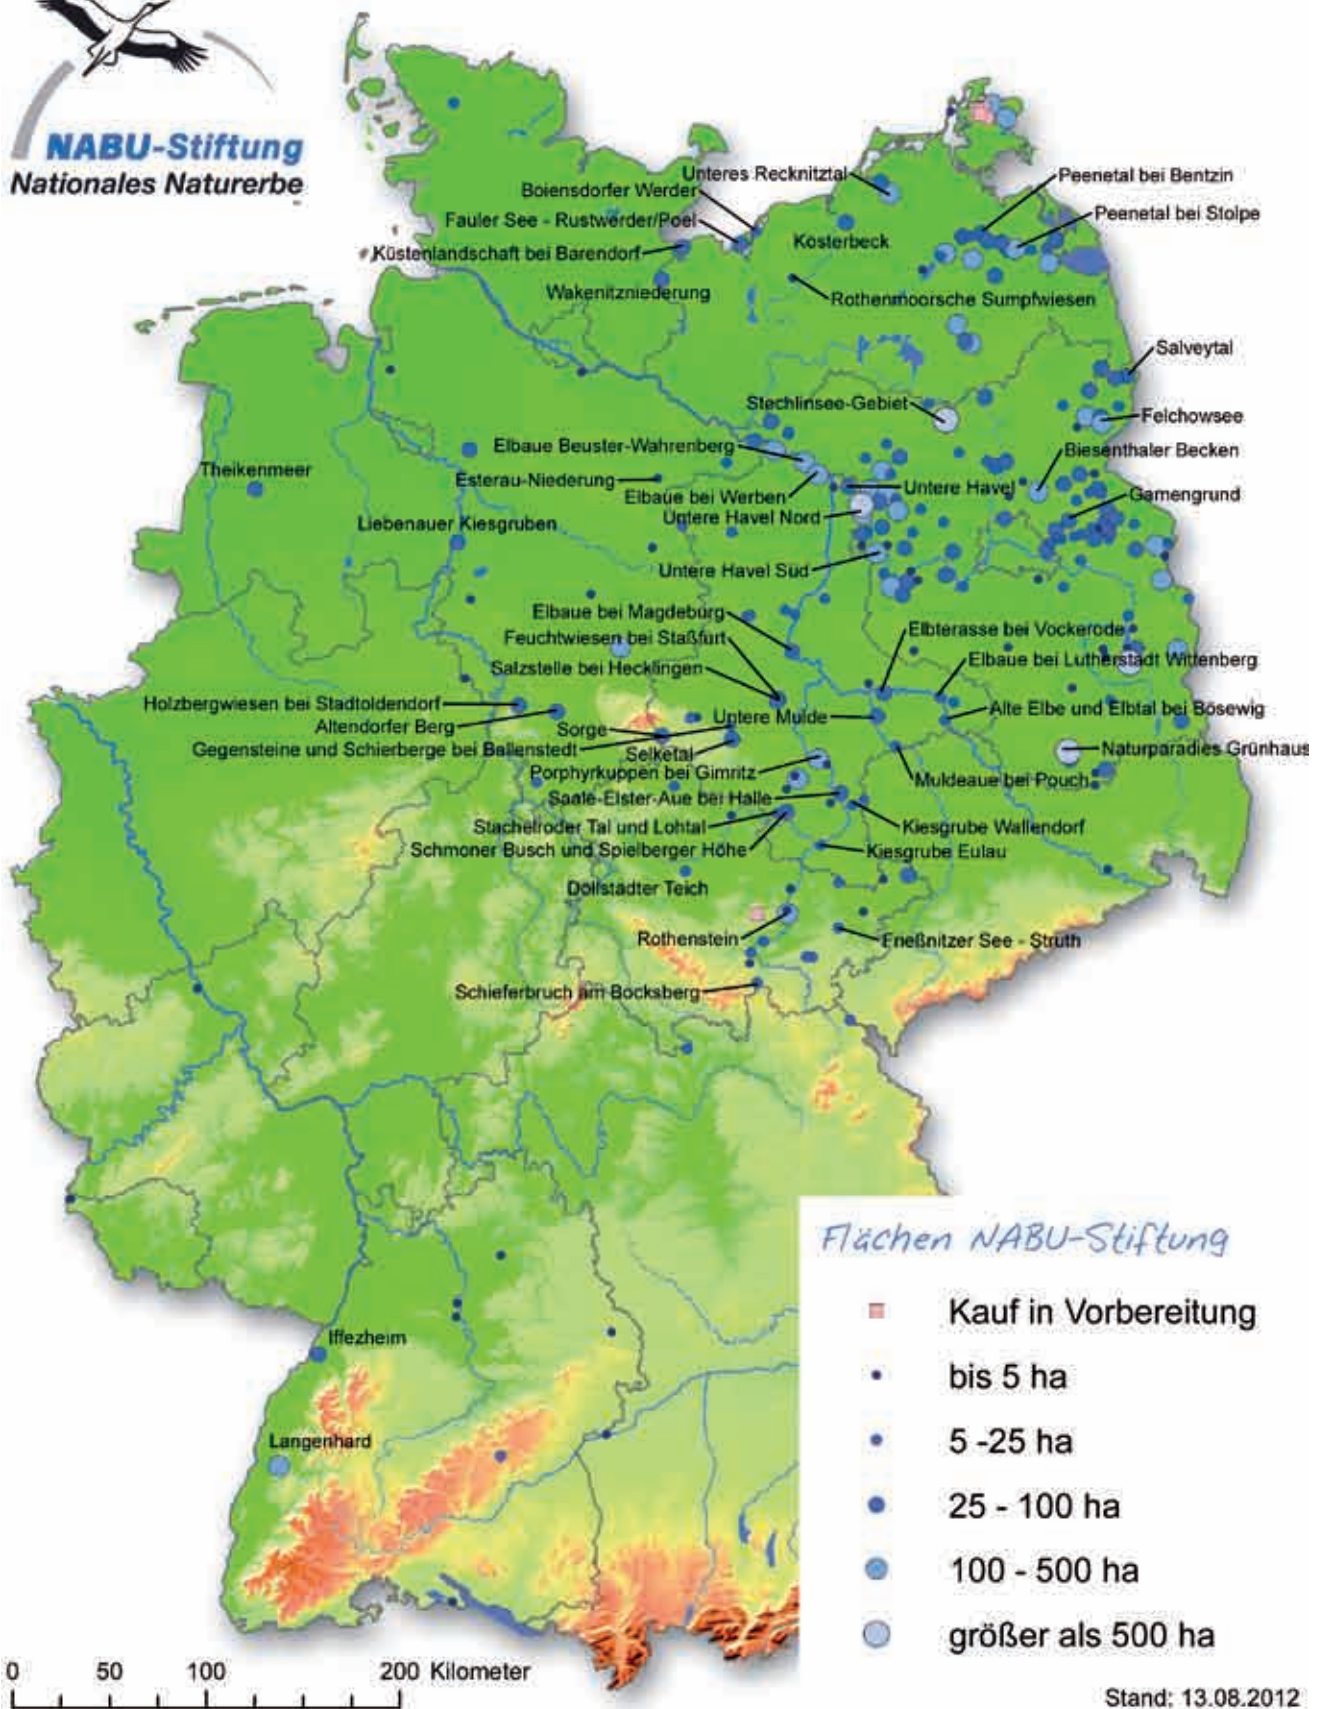 NABU-Stiftung
Nationales Naturerbe
Unteres Recknitztal
Peenetal bei Bentzin
Boiensdorfer Werder
Peenetal bei Stolpe
Fauler See - Rustwerder/Poel
Kösterbeck
Küstenlandschaft bei Barendorf
Wakenitzniederung
Rothenmoorsche Sumpfwiesen
Salveytal
Stechlinsee-Gebiet
Felchowsee
Elbaue Beuster-Wahrenberg
Biesenthaler Becken
Theikenmeer
Esterau-Niederung
Untere Havel
Elbaue bei Werben
Gamengrund
Untere Havel Nord
Liebenauer Kiesgruben
Untere Havel Süd
Elbaue bei Magdeburg
Elbterasse bei Vockerode
Feuchtwiesen bei Staßfurt
Elbaue bei Lutherstadt Wittenberg
Salzstelle bei Hecklingen
Holzbergwiesen bei Stadtoldendorf
Alte Elbe und Elbtal bei Bösewig
Untere Mulde
Altendorfer Berg
Sorge
Gegensteine und Schierberge bei Ballenstedt
Naturparadies Grünhaus
Selketal
Porphyrkuppen bei Gimritz
Muldeaue bei Pouch
Saale-Elster-Aue bei Halle
Stachelroder Tal und Lohtal
Kiesgrube Wallendorf
Schmoner Busch und Spielberger Höhe
Kiesgrube Eulau
Döllstädter Teich
Rothenstein
Frießnitzer See - Struth
Schieferbruch am Bocksberg
Iffezheim
Langenhard
Flächen NABU-Stiftung
Kauf in Vorbereitung
bis 5 ha
5 -25 ha
25 - 100 ha
100 - 500 ha
größer als 500 ha
0 50 100 200 Kilometer
Stand: 13.08.2012